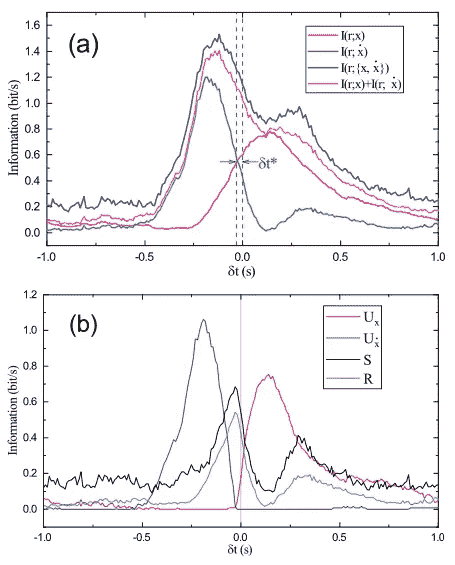 (a)
I(r;x)
I(r; ẋ)
I(r;{x, ẋ})
I(r;x)+I(r; ẋ)
δt*
Information (bit/s)
1.6
1.4
1.2
1.0
0.8
0.6
0.4
0.2
0.0
-1.0 -0.5 0.0 0.5 1.0
δt (s)
(b)
Uₓ
Uẋ
S
R
Information (bit/s)
1.2
1.0
0.8
0.6
0.4
0.2
0.0
-1.0 -0.5 0.0 0.5 1.0
δt (s)